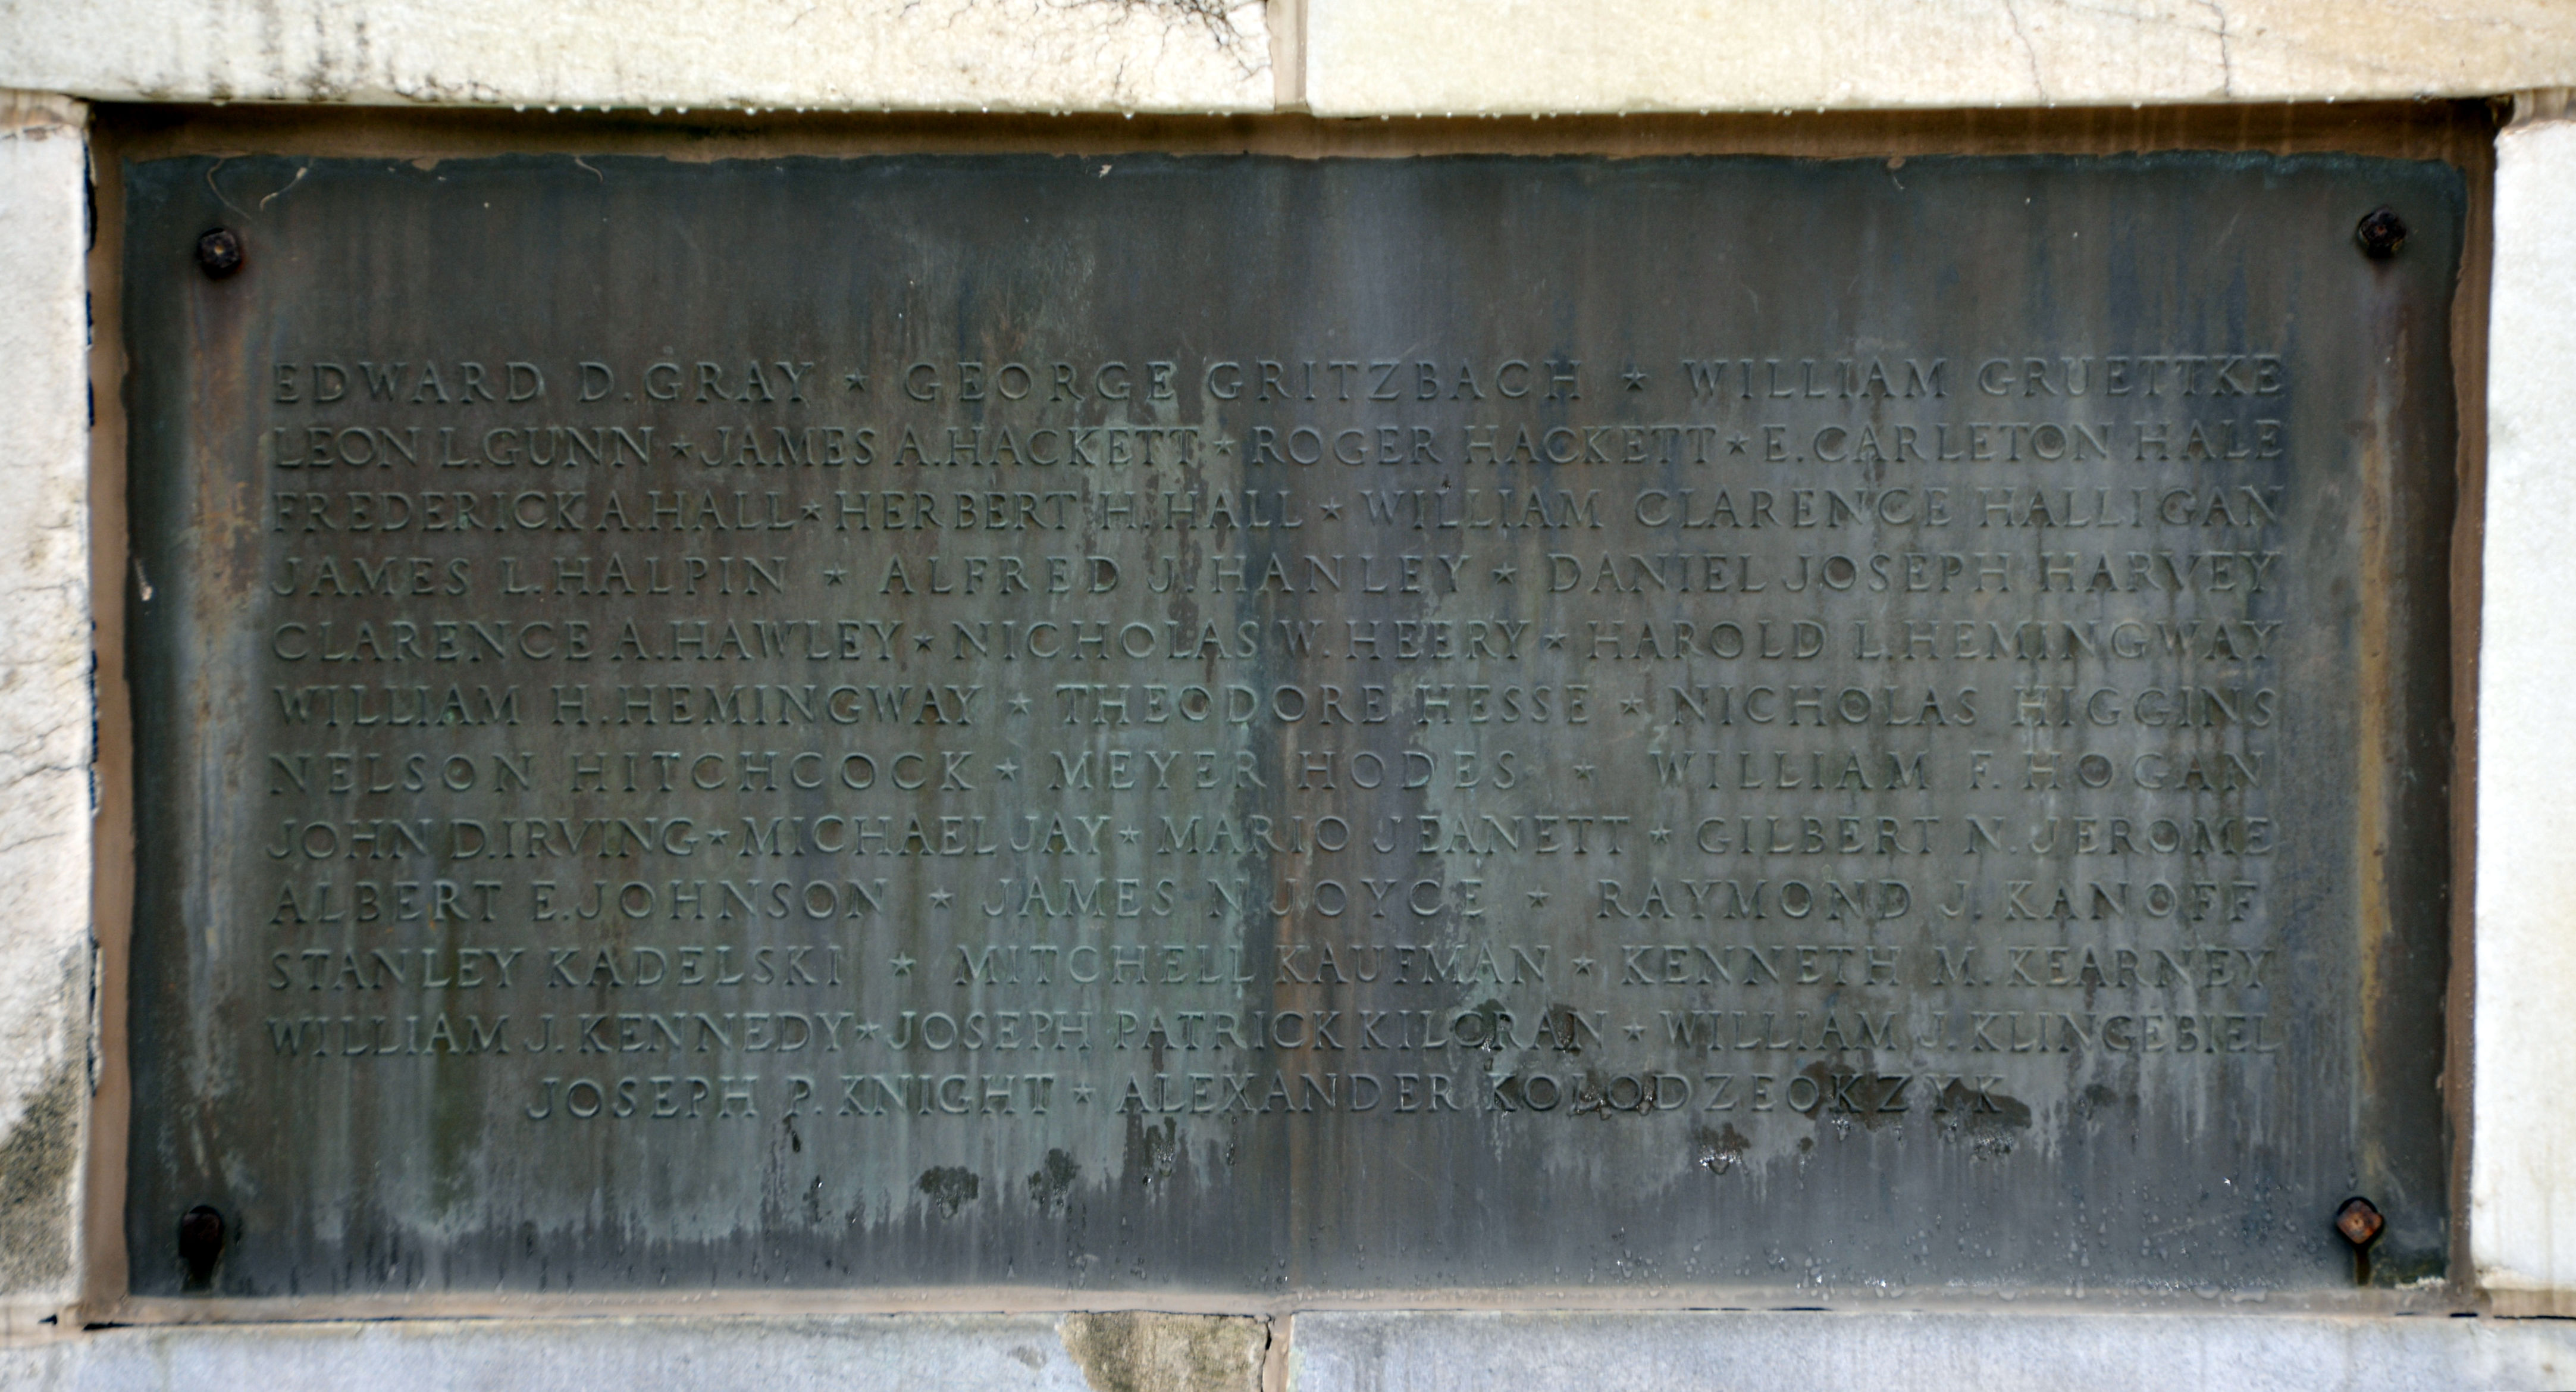 EDWARD D. GRAY ★ GEORGE GRITZBACH ★ WILLIAM GRUETTKE
LEON L. GUNN ★ JAMES A. HACKETT ★ ROGER HACKETT ★ E. CARLETON HALE
FREDERICK A. HALL ★ HERBERT H. HALL ★ WILLIAM CLARENCE HALLIGAN
JAMES L. HALPIN ★ ALFRED J. HANLEY ★ DANIEL JOSEPH HARVEY
CLARENCE A. HAWLEY ★ NICHOLAS W. HEERY ★ HAROLD L. HEMINGWAY
WILLIAM H. HEMINGWAY ★ THEODORE HESSE ★ NICHOLAS HIGGINS
NELSON HITCHCOCK ★ MEYER HODES ★ WILLIAM F. HOGAN
JOHN D. IRVING ★ MICHAEL JAY ★ MARIO JEANETT ★ GILBERT N. JEROME
ALBERT E. JOHNSON ★ JAMES N. JOYCE ★ RAYMOND J. KANOFF
STANLEY KADELSKI ★ MITCHELL KAUFMAN ★ KENNETH M. KEARNEY
WILLIAM J. KENNEDY ★ JOSEPH PATRICK KILORAN ★ WILLIAM J. KLINGEBIEL
JOSEPH P. KNIGHT ★ ALEXANDER KOLODZEOKZYK